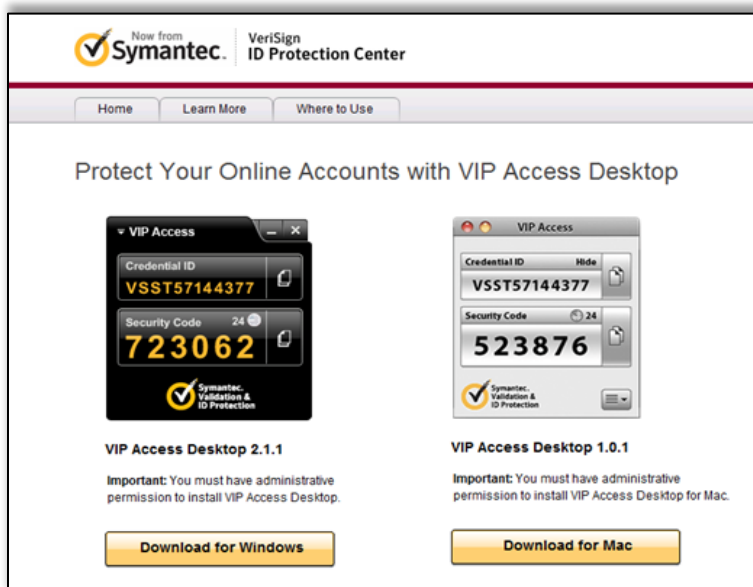 Now from
Symantec.
VeriSign
ID Protection Center
Home
Learn More
Where to Use
Protect Your Online Accounts with VIP Access Desktop
VIP Access
Credential ID
VSST57144377
Security Code 24
723062
Symantec.
Validation &
ID Protection
VIP Access Desktop 2.1.1
Important: You must have administrative
permission to install VIP Access Desktop.
Download for Windows
VIP Access
Credential ID Hide
VSST57144377
Security Code 24
523876
Symantec.
Validation &
ID Protection
VIP Access Desktop 1.0.1
Important: You must have administrative
permission to install VIP Access Desktop for Mac.
Download for Mac